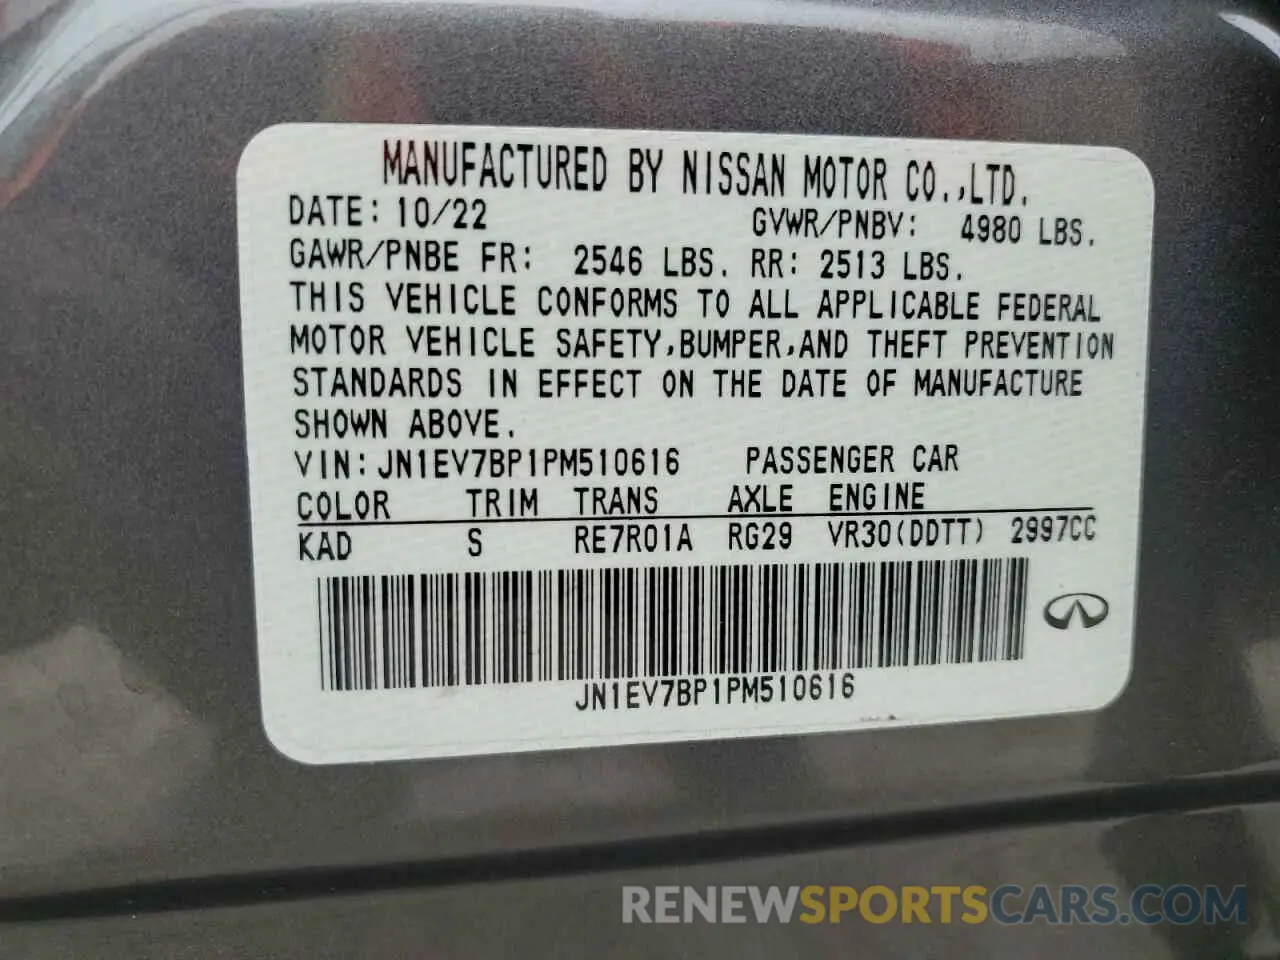 MANUFACTURED BY NISSAN MOTOR CO.,LTD.
DATE: 10/22 GVWR/PNBV: 4980 LBS.
GAWR/PNBE FR: 2546 LBS. RR: 2513 LBS.
THIS VEHICLE CONFORMS TO ALL APPLICABLE FEDERAL
MOTOR VEHICLE SAFETY,BUMPER,AND THEFT PREVENTION
STANDARDS IN EFFECT ON THE DATE OF MANUFACTURE
SHOWN ABOVE.
VIN:JN1EV7BP1PM510616 PASSENGER CAR
COLOR TRIM TRANS AXLE ENGINE
KAD S RE7R01A RG29 VR30(DDTT) 2997CC
JN1EV7BP1PM510616
RENEWSPORTSCARS.COM